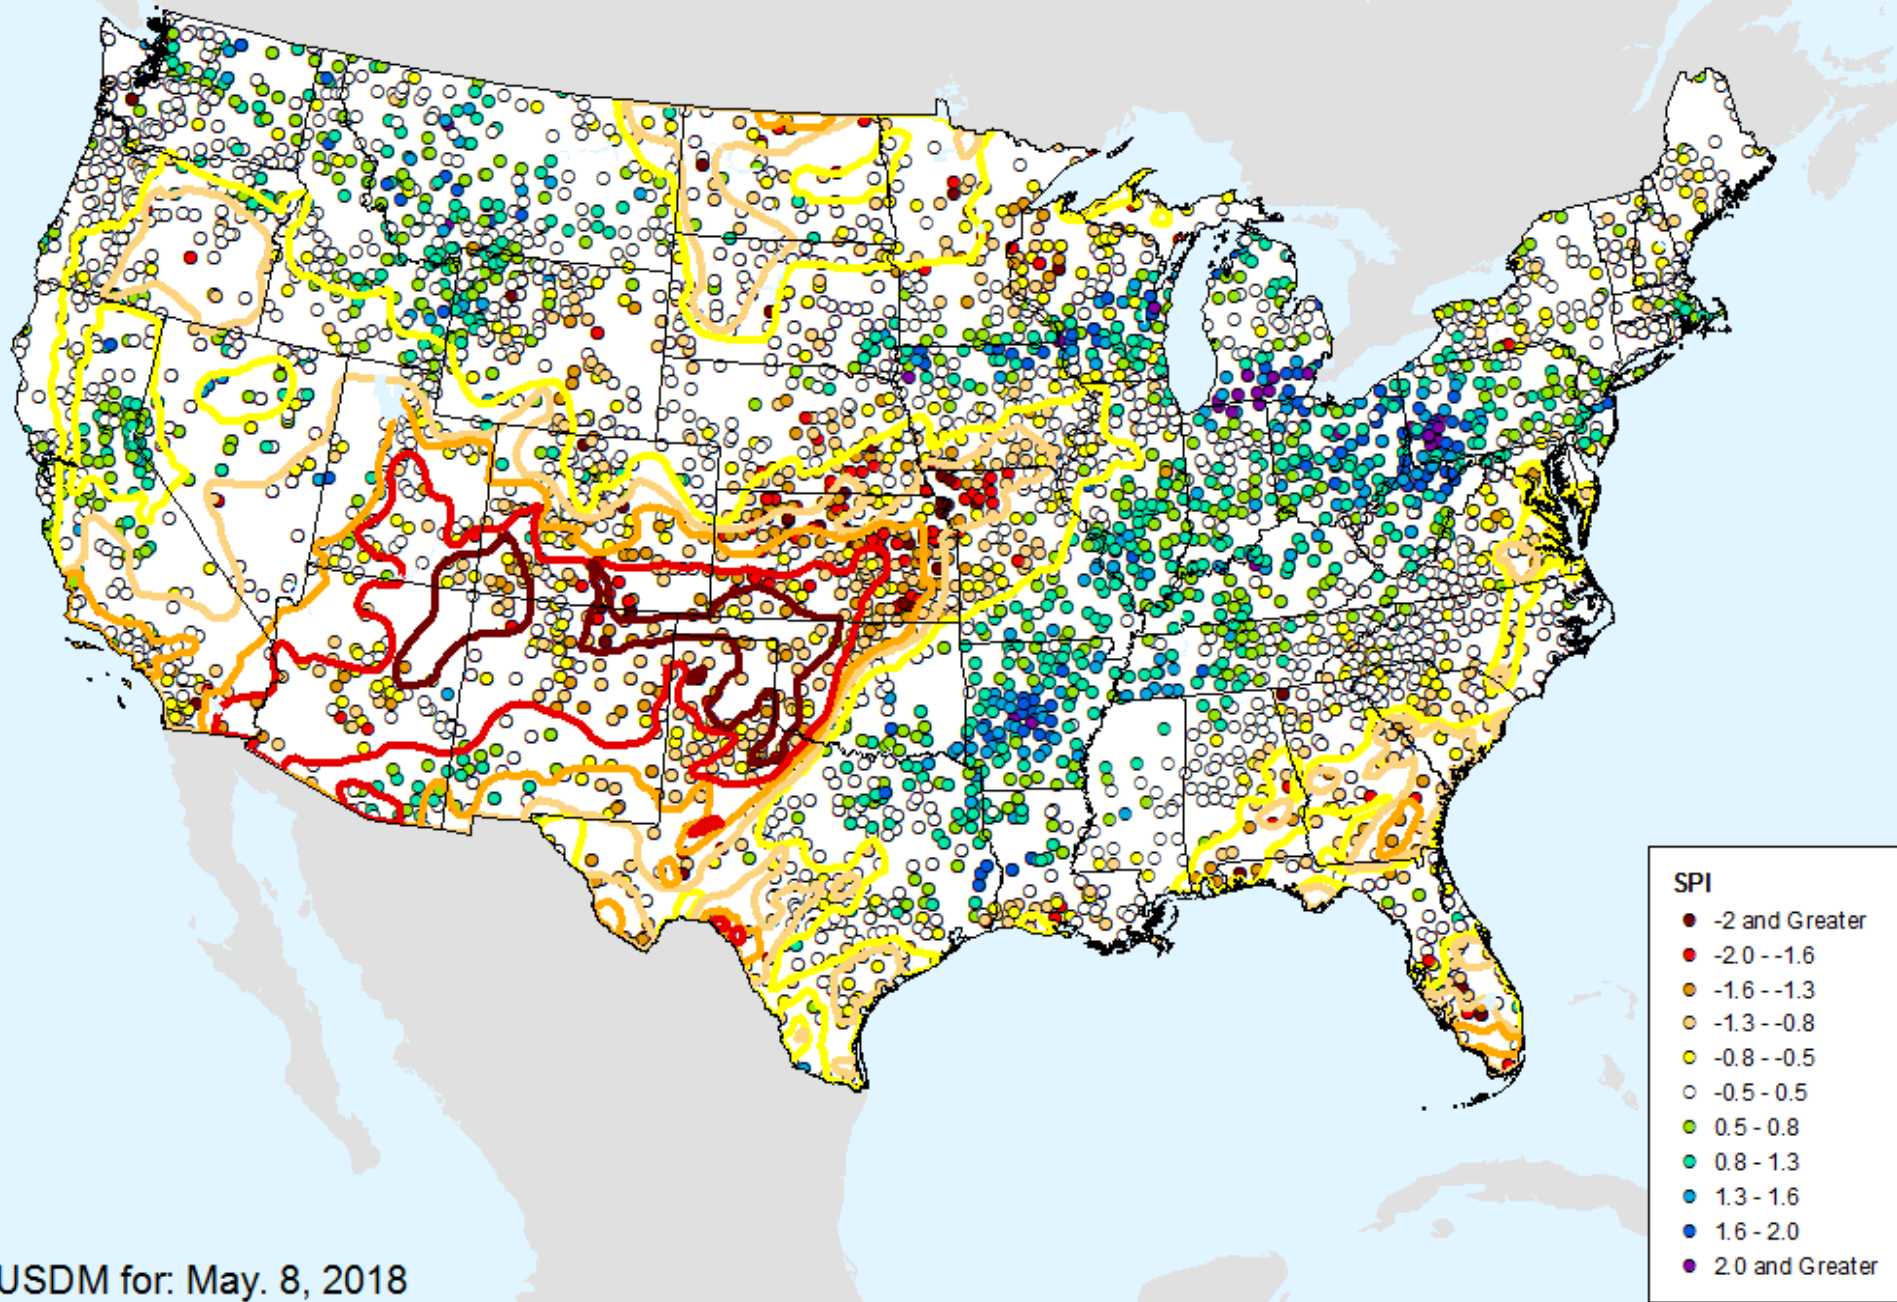 SPI
-2 and Greater
-2.0 - -1.6
-1.6 - -1.3
-1.3 - -0.8
-0.8 - -0.5
-0.5 - 0.5
0.5 - 0.8
0.8 - 1.3
1.3 - 1.6
1.6 - 2.0
2.0 and Greater
USDM for: May. 8, 2018